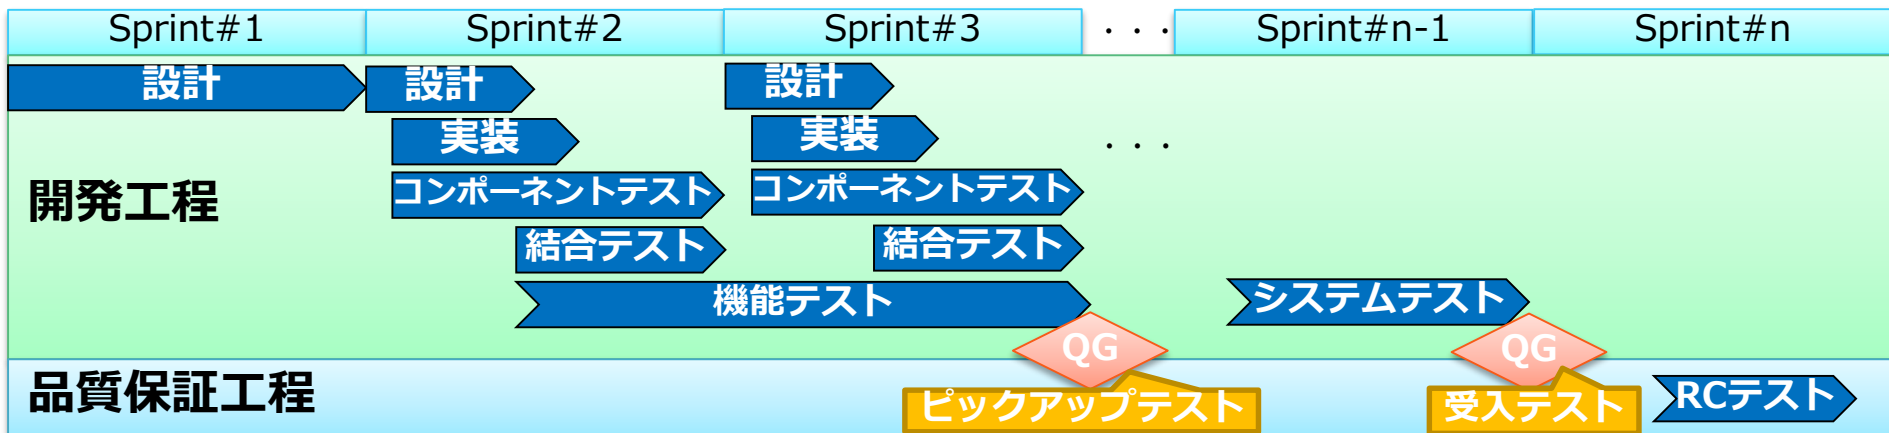 Sprint#1
Sprint#2
Sprint#3
・・・
Sprint#n-1
Sprint#n
設計
設計
設計
実装
実装
・・・
開発工程
コンポーネントテスト
コンポーネントテスト
結合テスト
結合テスト
機能テスト
システムテスト
QG
QG
品質保証工程
ピックアップテスト
受入テスト
RCテスト